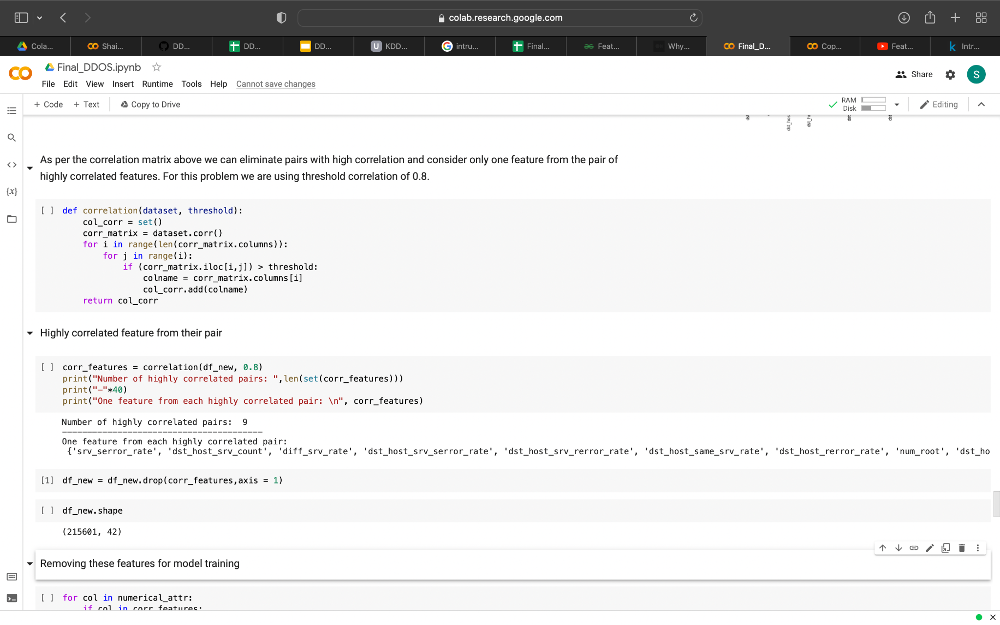 colab.research.google.com
Cola...
Shai...
DD...
DD...
DD...
U
KDD...
intru...
Final...
Feat...
Why...
Final_D...
Cop...
Feat...
Intr...
Final_DDOS.ipynb
Share
S
File Edit View Insert Runtime Tools Help Cannot save changes
+ Code + Text Copy to Drive
RAM
Disk
Editing
dst_hos
dst_h
dst
As per the correlation matrix above we can eliminate pairs with high correlation and consider only one feature from the pair of
highly correlated features. For this problem we are using threshold correlation of 0.8.
[ ] def correlation(dataset, threshold):
    col_corr = set()
    corr_matrix = dataset.corr()
    for i in range(len(corr_matrix.columns)):
        for j in range(i):
            if (corr_matrix.iloc[i,j]) > threshold:
                colname = corr_matrix.columns[i]
                col_corr.add(colname)
    return col_corr
Highly correlated feature from their pair
[ ] corr_features = correlation(df_new, 0.8)
print("Number of highly correlated pairs: ",len(set(corr_features)))
print("-"*40)
print("One feature from each highly correlated pair: \n", corr_features)
Number of highly correlated pairs:  9
----------------------------------------
One feature from each highly correlated pair:
 {'srv_serror_rate', 'dst_host_srv_count', 'diff_srv_rate', 'dst_host_srv_serror_rate', 'dst_host_srv_rerror_rate', 'dst_host_same_srv_rate', 'dst_host_rerror_rate', 'num_root', 'dst_ho
[1] df_new = df_new.drop(corr_features,axis = 1)
[ ] df_new.shape
(215601, 42)
Removing these features for model training
[ ] for col in numerical_attr:
    if col in corr_features: